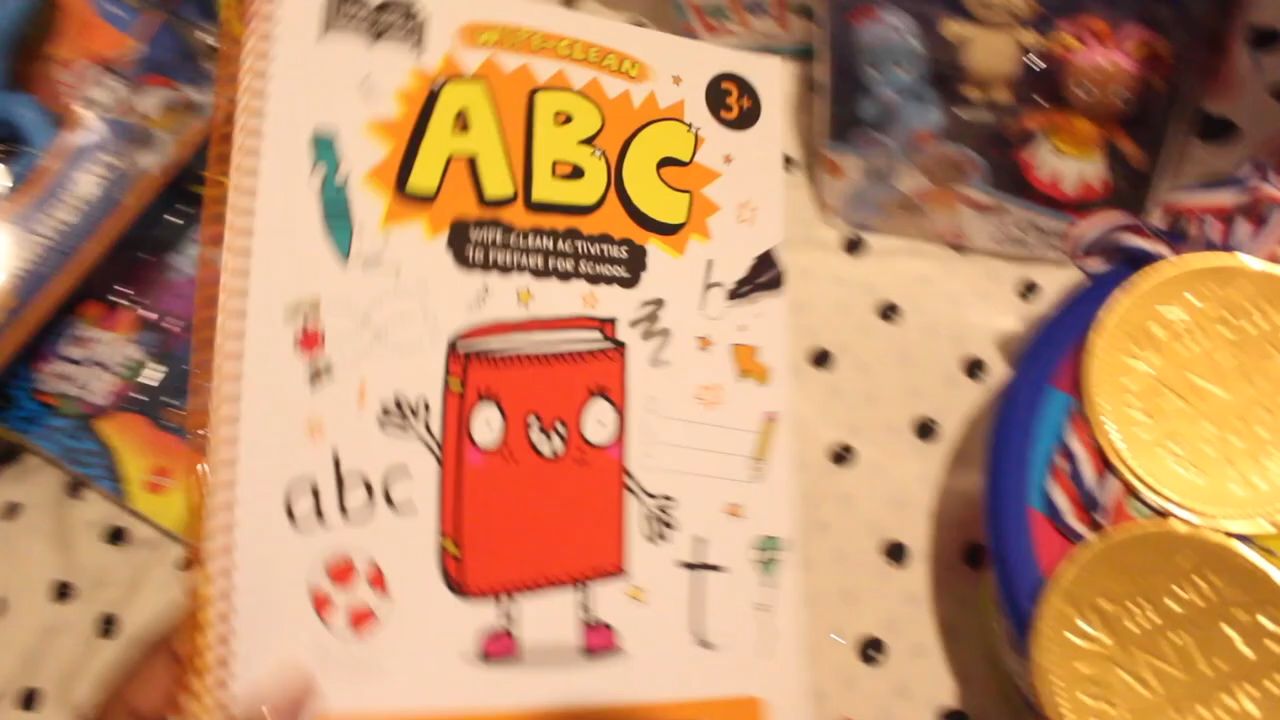 WIPE-CLEAN
ABC
3+
WIPE-CLEAN ACTIVITIES
TO PREPARE FOR SCHOOL
h
abc
t